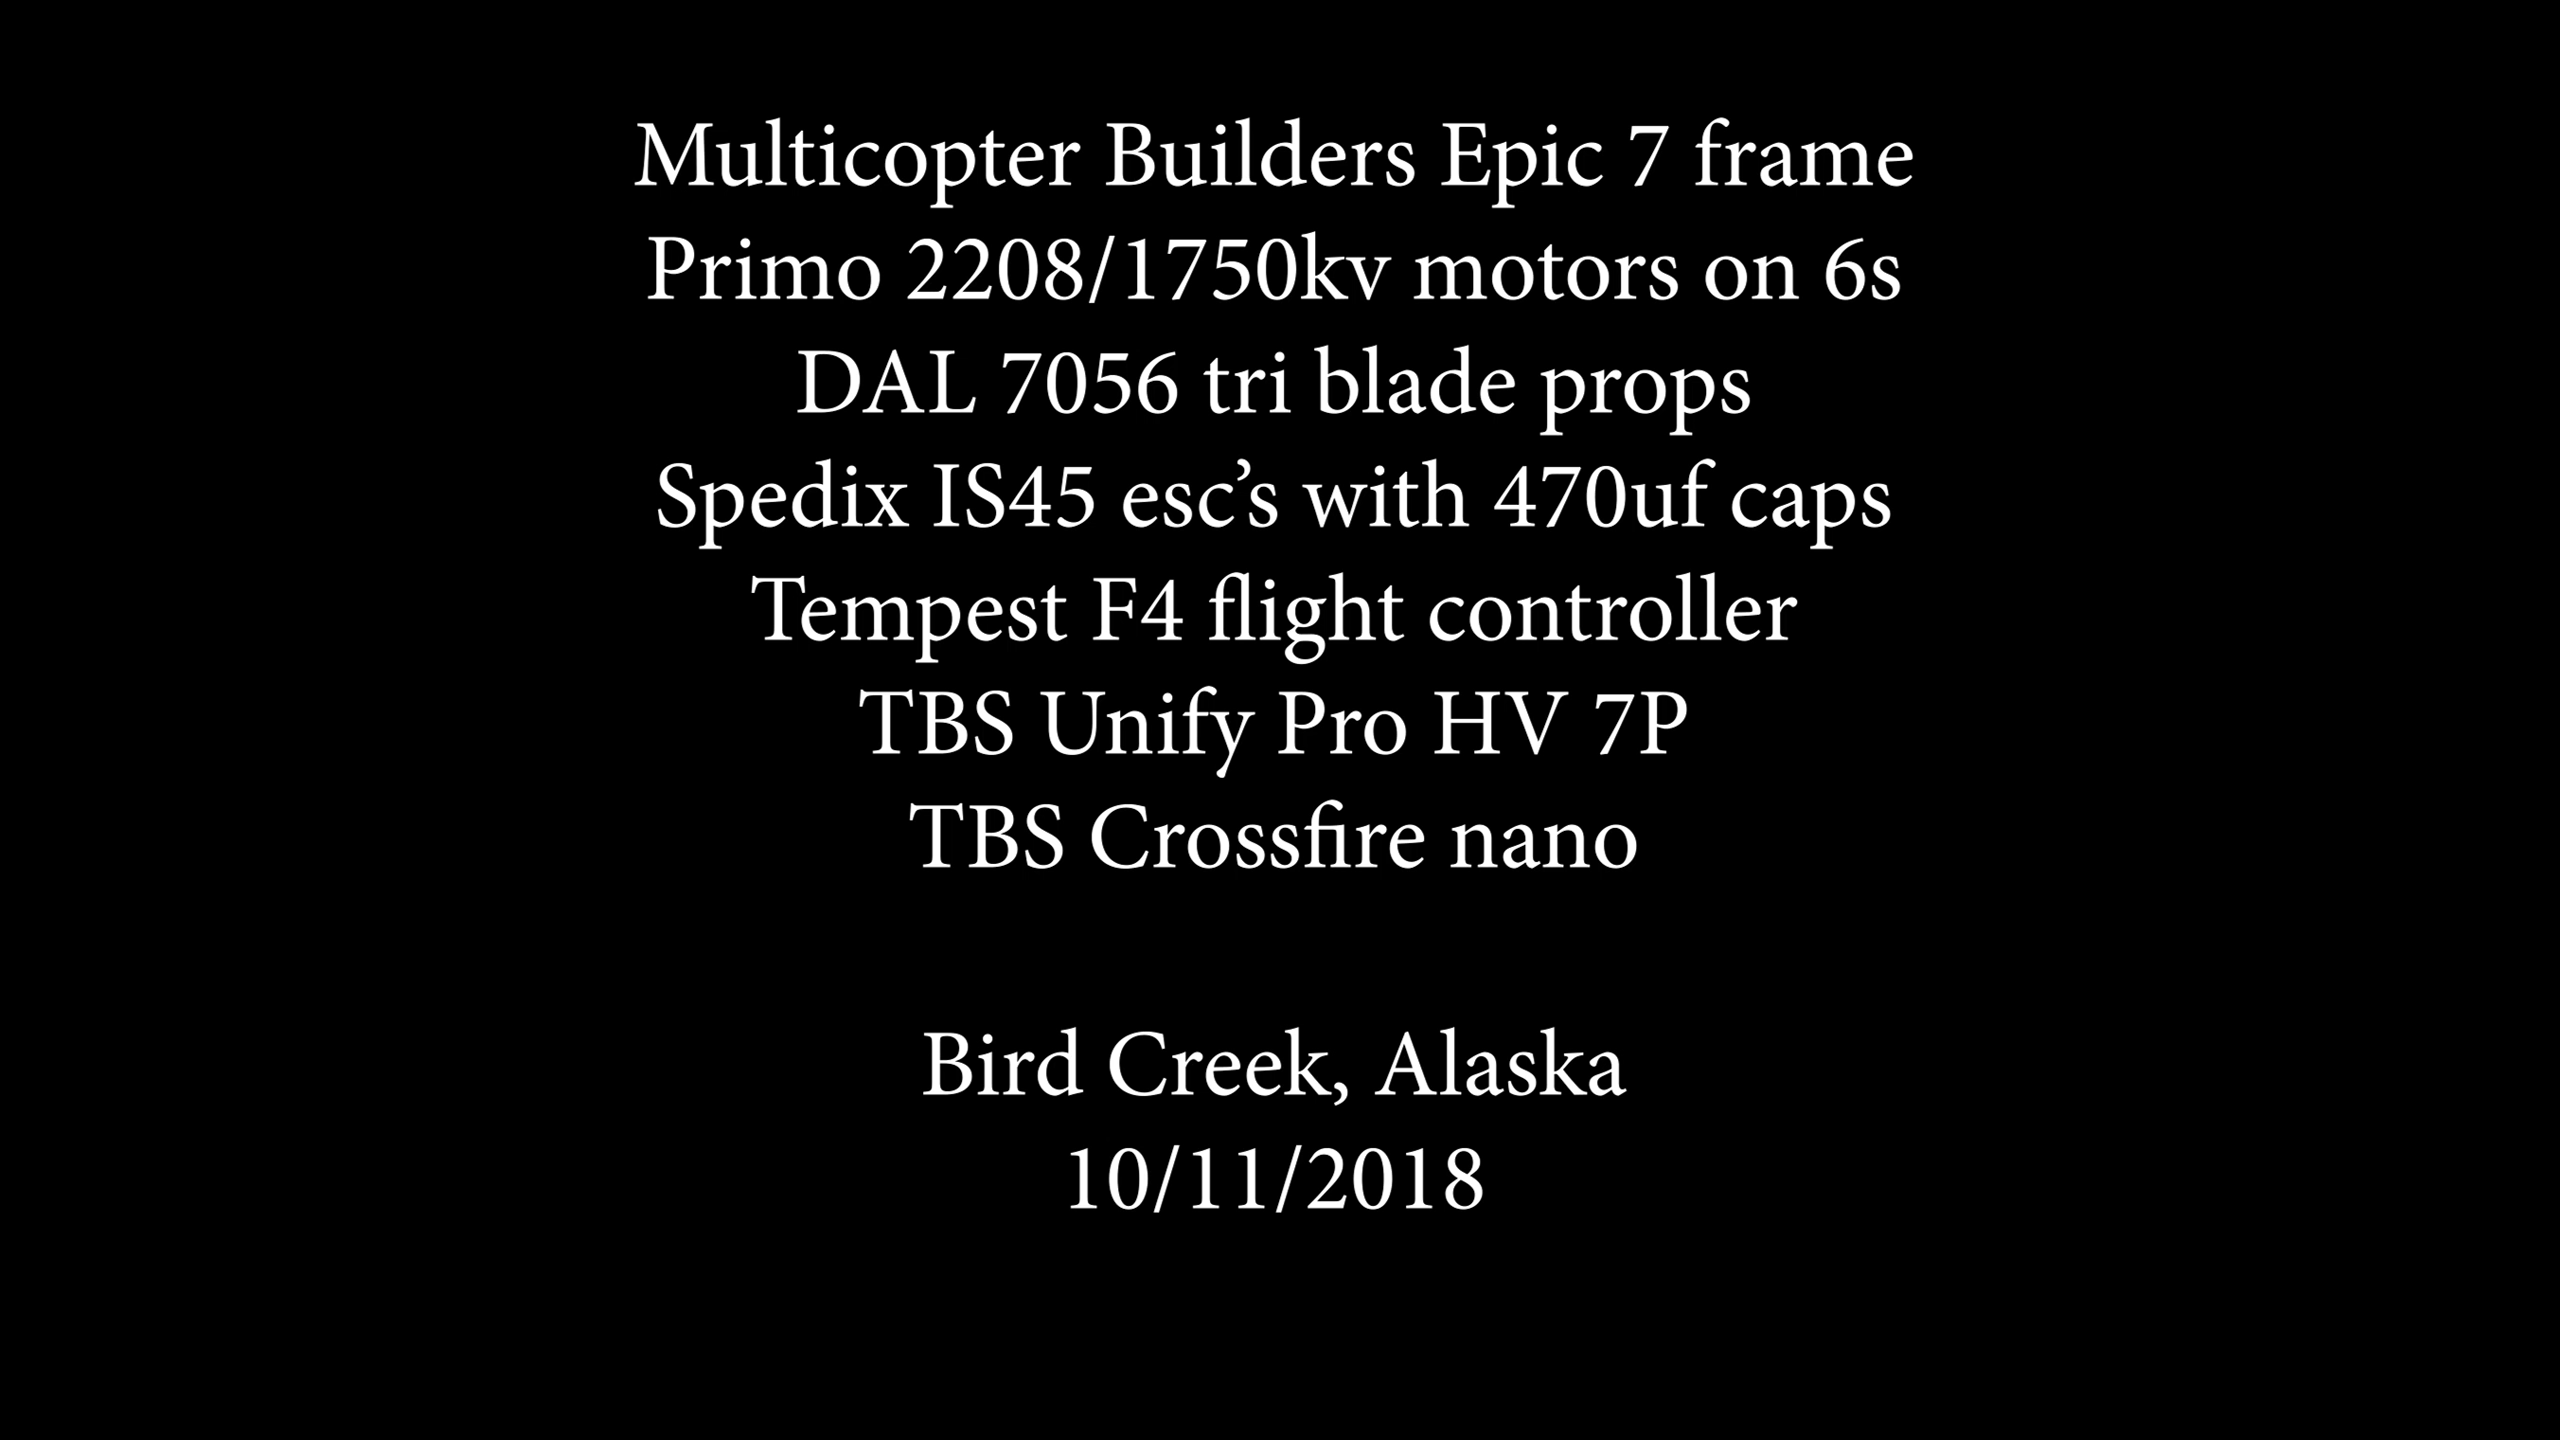 Multicopter Builders Epic 7 frame
Primo 2208/1750kv motors on 6s
DAL 7056 tri blade props
Spedix IS45 esc’s with 470uf caps
Tempest F4 flight controller
TBS Unify Pro HV 7P
TBS Crossfire nano
Bird Creek, Alaska
10/11/2018